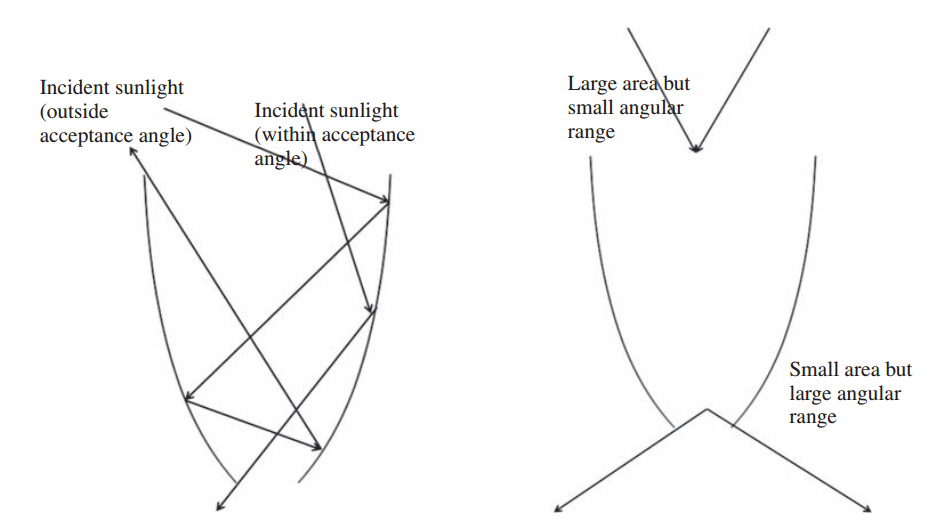 Incident sunlight
(outside
acceptance angle)
Incident sunlight
(within acceptance
angle)
Large area but
small angular
range
Small area but
large angular
range